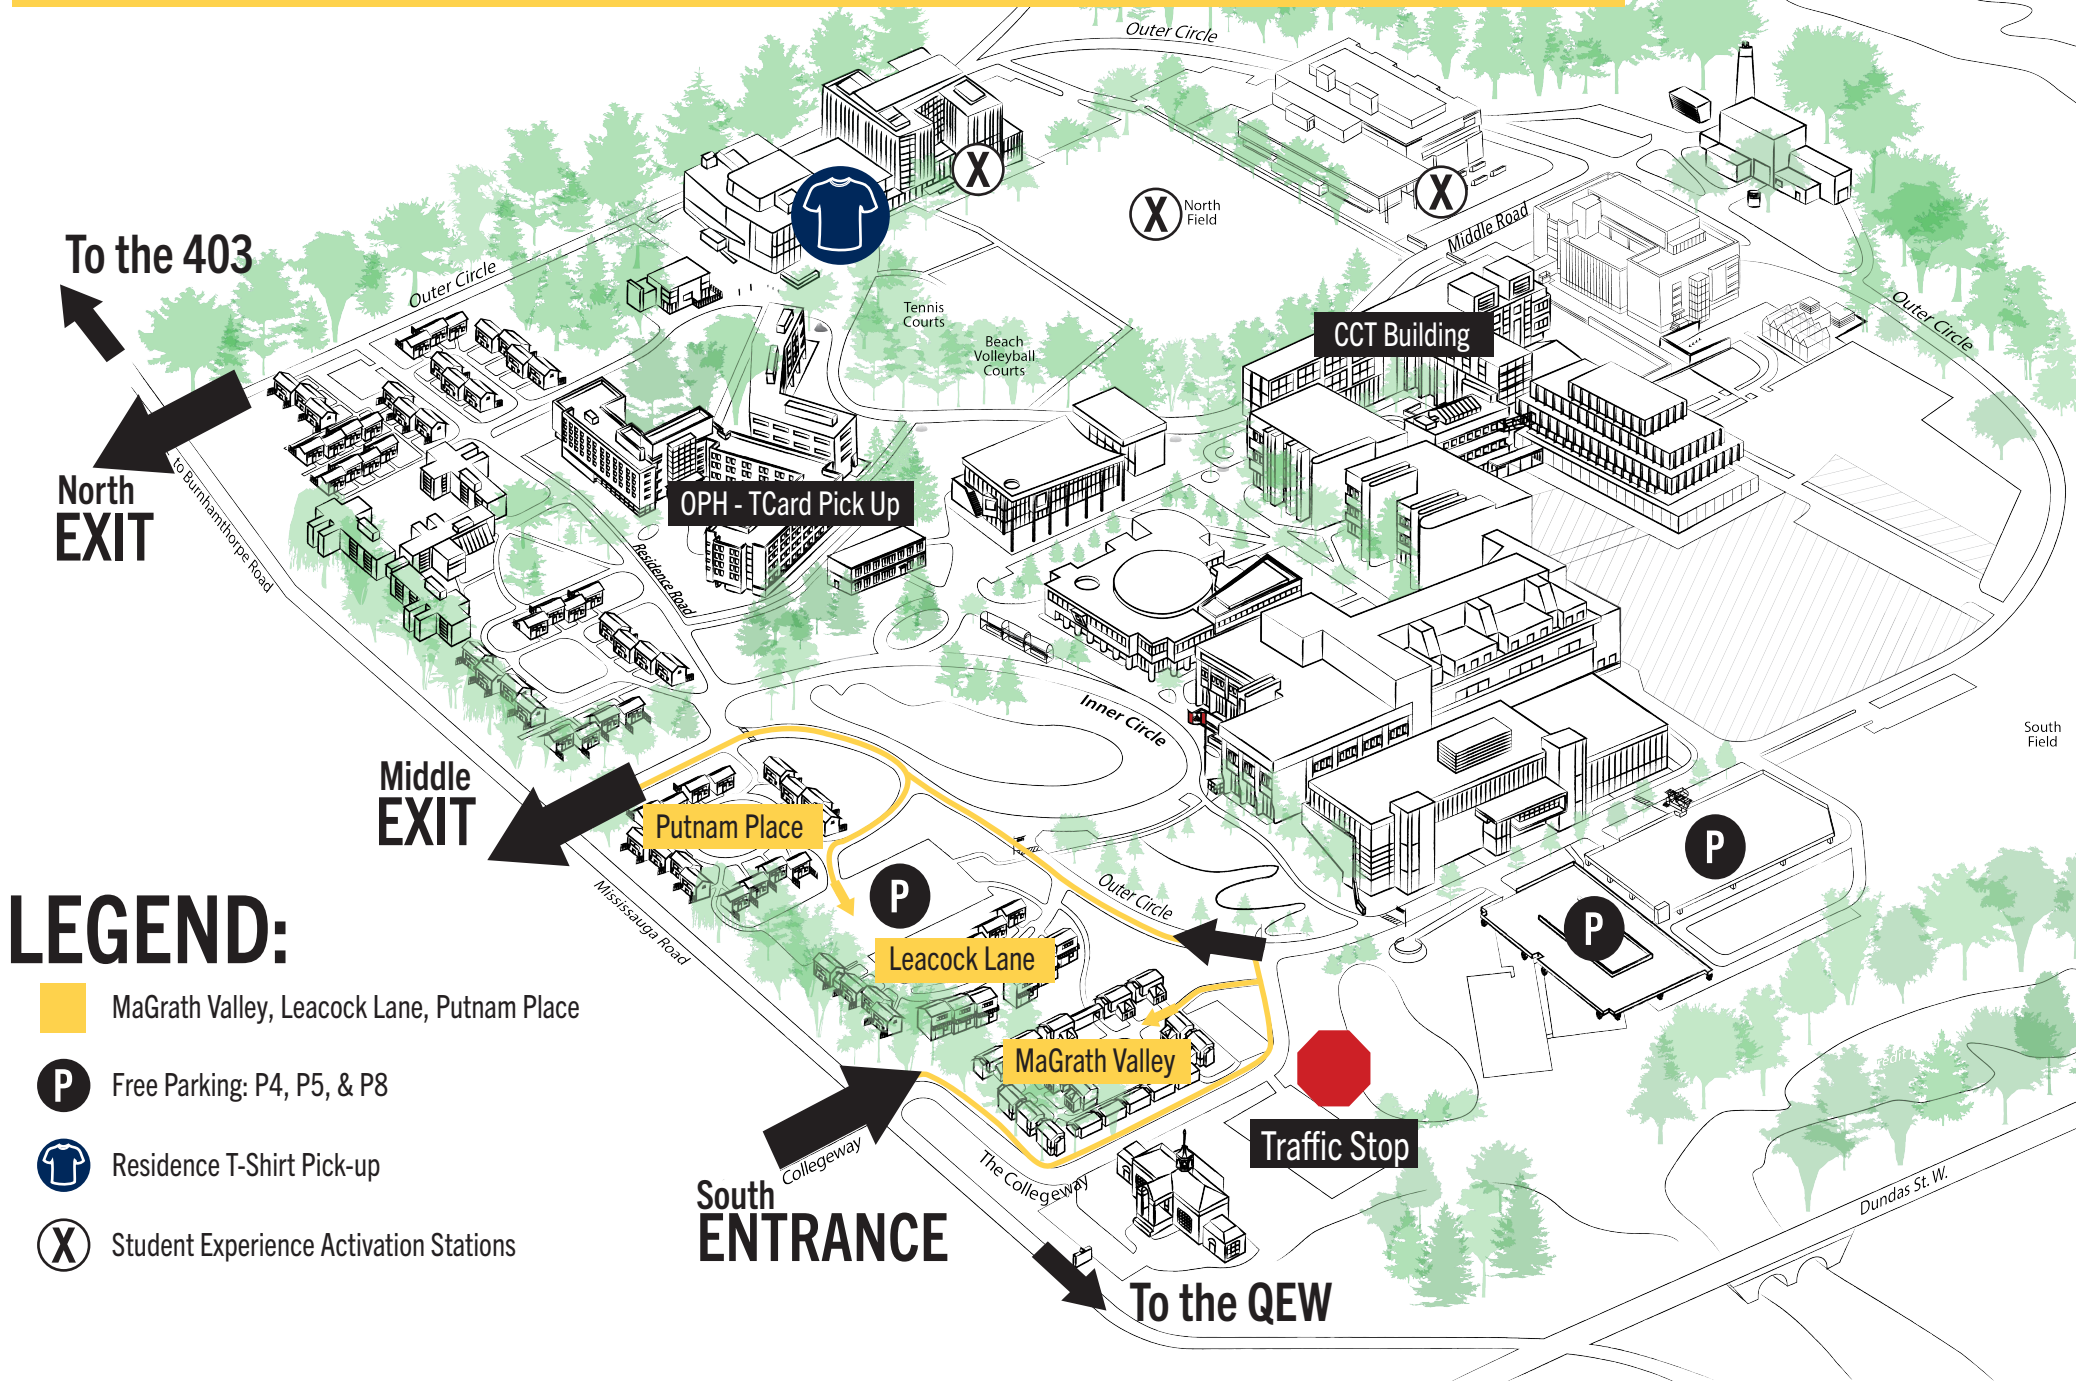 Outer Circle
X
X
X
North
Field
Middle Road
To the 403
Outer Circle
Tennis
Courts
Beach
Volleyball
Courts
CCT Building
Outer Circle
North
EXIT
to Burnhamthorpe Road
OPH - TCard Pick Up
Residence Road
Inner Circle
South
Field
Middle
EXIT
Putnam Place
P
P
P
Outer Circle
Mississauga Road
Leacock Lane
MaGrath Valley
Traffic Stop
Collegeway
The Collegeway
South
ENTRANCE
Dundas St. W.
To the QEW
LEGEND:
MaGrath Valley, Leacock Lane, Putnam Place
P Free Parking: P4, P5, & P8
Residence T-Shirt Pick-up
X Student Experience Activation Stations